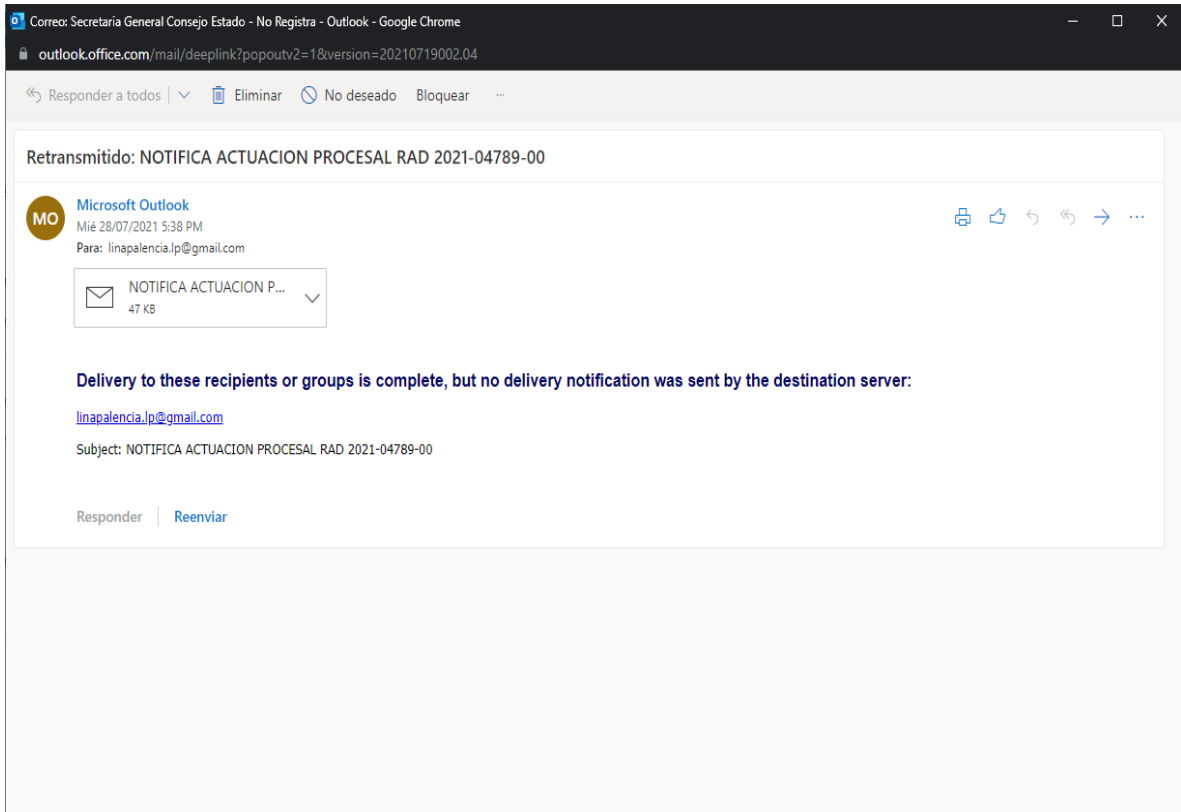 Correo: Secretaria General Consejo Estado - No Registra - Outlook - Google Chrome
outlook.office.com/mail/deeplink?popoutv2=1&version=20210719002.04
Responder a todos Eliminar No deseado Bloquear ...
Retransmitido: NOTIFICA ACTUACION PROCESAL RAD 2021-04789-00
MO
Microsoft Outlook
Mié 28/07/2021 5:38 PM
Para: linapalencia.lp@gmail.com
NOTIFICA ACTUACION P...
47 KB
Delivery to these recipients or groups is complete, but no delivery notification was sent by the destination server:
linapalencia.lp@gmail.com
Subject: NOTIFICA ACTUACION PROCESAL RAD 2021-04789-00
Responder Reenviar